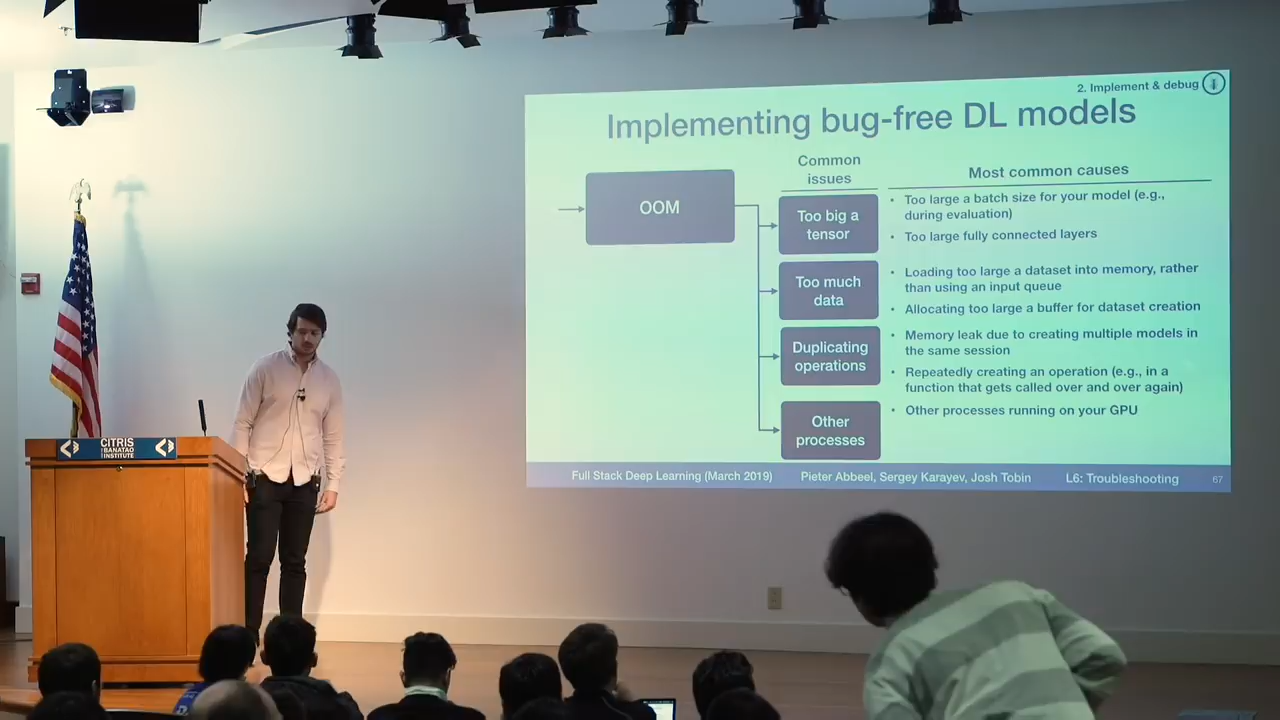 2. Implement & debug
Implementing bug-free DL models
Common
issues
Most common causes
OOM
Too big a
tensor
• Too large a batch size for your model (e.g.,
during evaluation)
• Too large fully connected layers
Too much
data
• Loading too large a dataset into memory, rather
than using an input queue
• Allocating too large a buffer for dataset creation
Duplicating
operations
• Memory leak due to creating multiple models in
the same session
• Repeatedly creating an operation (e.g., in a
function that gets called over and over again)
Other
processes
• Other processes running on your GPU
Full Stack Deep Learning (March 2019)
Pieter Abbeel, Sergey Karayev, Josh Tobin
L6: Troubleshooting
67
CITRIS
BANATAO
INSTITUTE